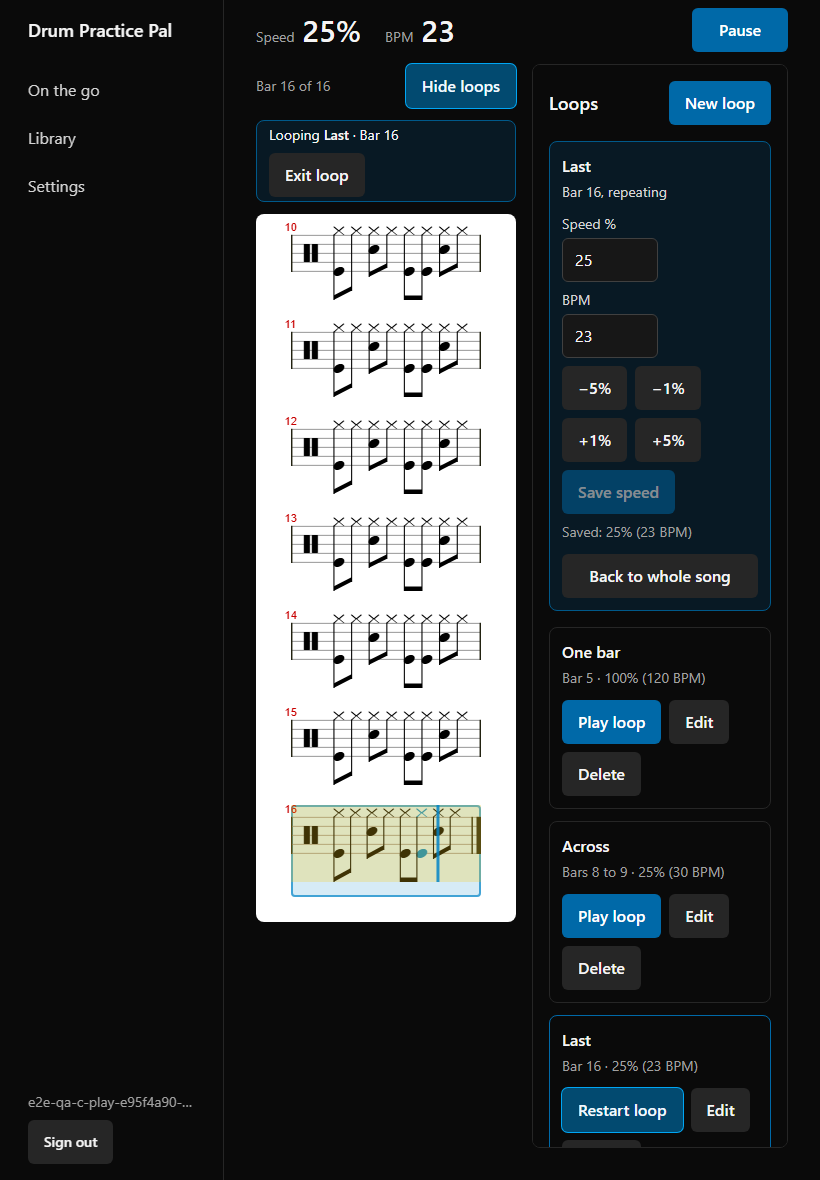 Drum Practice Pal
On the go
Library
Settings
e2e-qa-c-play-e95f4a90-...
Sign out
Speed 25% BPM 23
Pause
Bar 16 of 16
Hide loops
Looping Last · Bar 16
Exit loop
10
11
12
13
14
15
16
Loops
New loop
Last
Bar 16, repeating
Speed %
25
BPM
23
−5%
−1%
+1%
+5%
Save speed
Saved: 25% (23 BPM)
Back to whole song
One bar
Bar 5 · 100% (120 BPM)
Play loop
Edit
Delete
Across
Bars 8 to 9 · 25% (30 BPM)
Play loop
Edit
Delete
Last
Bar 16 · 25% (23 BPM)
Restart loop
Edit